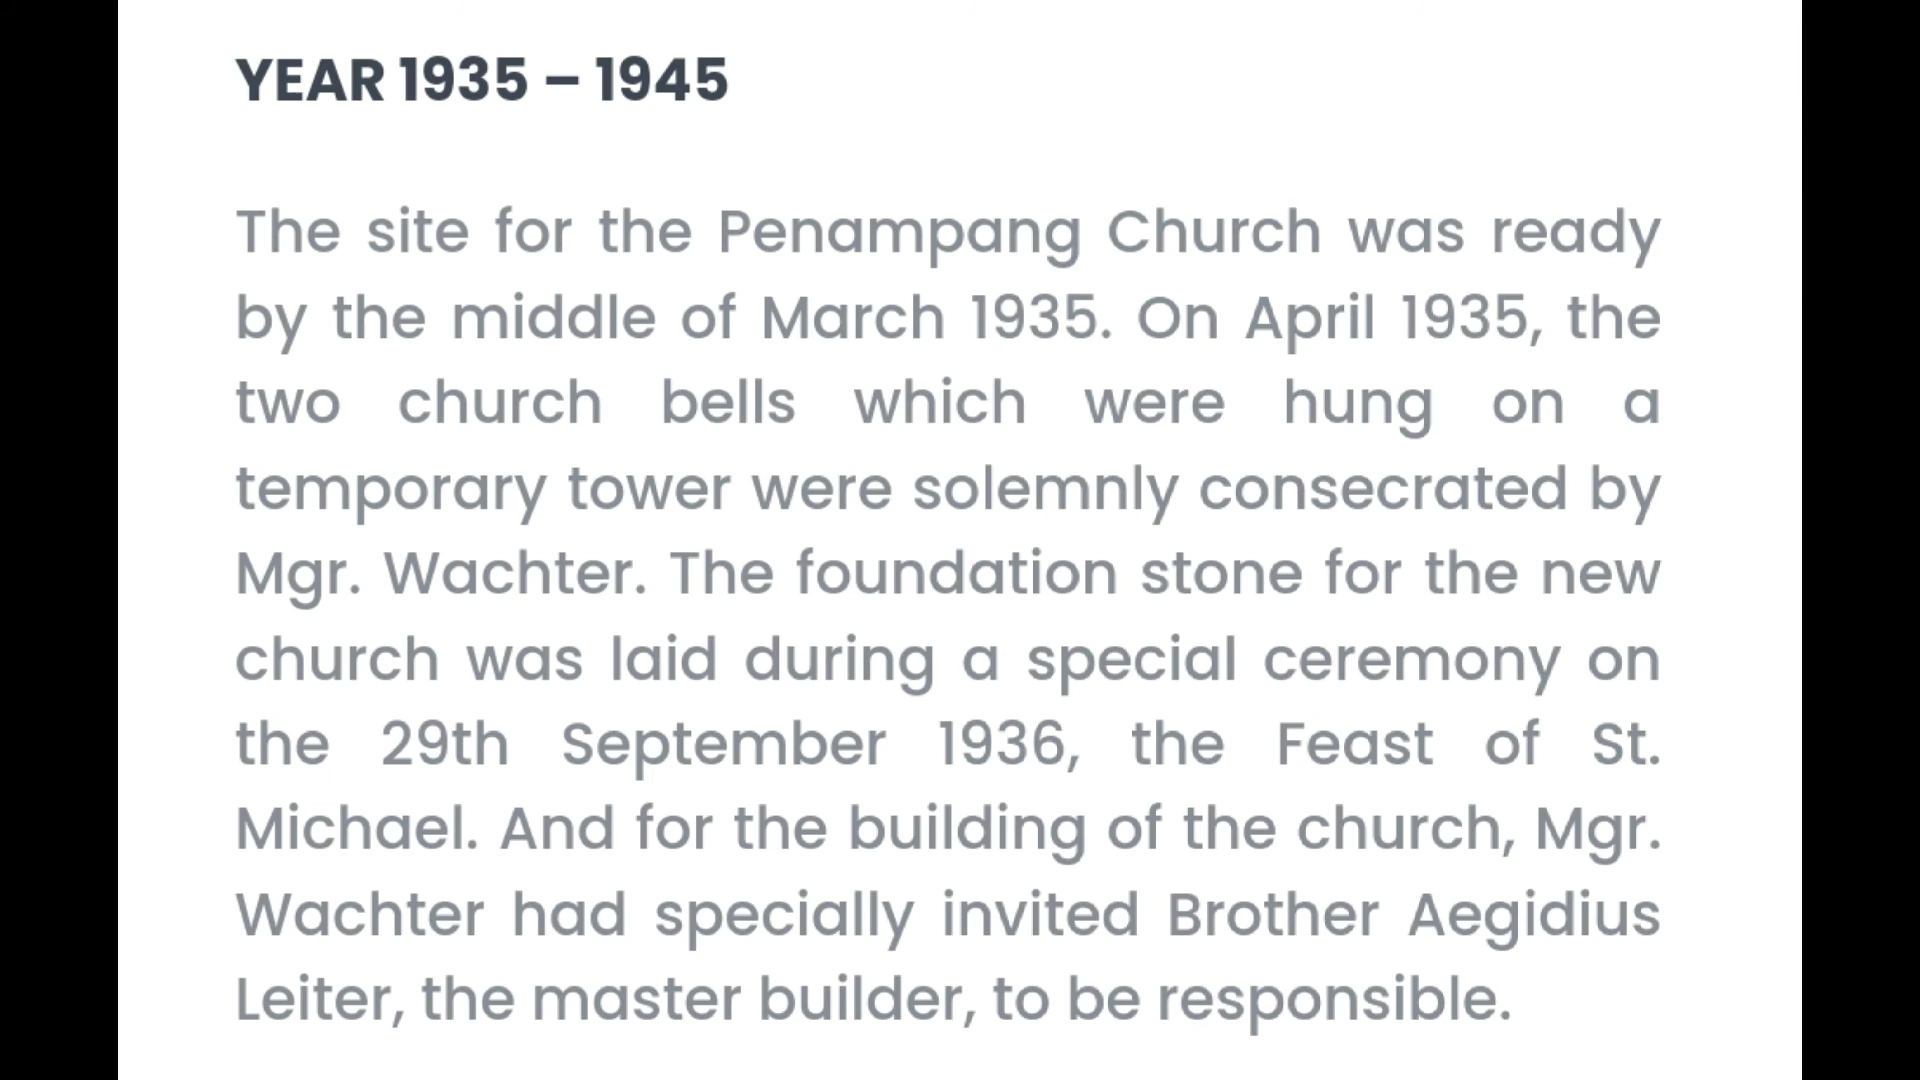 YEAR 1935 – 1945
The site for the Penampang Church was ready
by the middle of March 1935. On April 1935, the
two church bells which were hung on a
temporary tower were solemnly consecrated by
Mgr. Wachter. The foundation stone for the new
church was laid during a special ceremony on
the 29th September 1936, the Feast of St.
Michael. And for the building of the church, Mgr.
Wachter had specially invited Brother Aegidius
Leiter, the master builder, to be responsible.